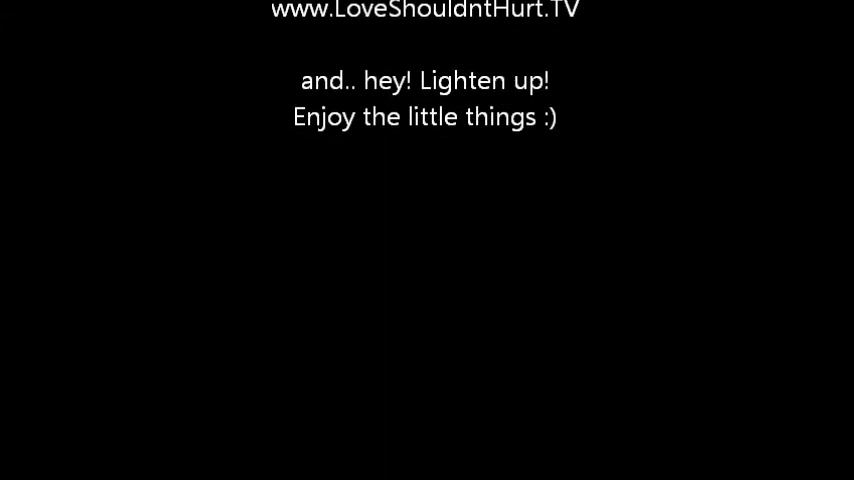 www.LoveShouldntHurt.TV
and.. hey! Lighten up!
Enjoy the little things :)